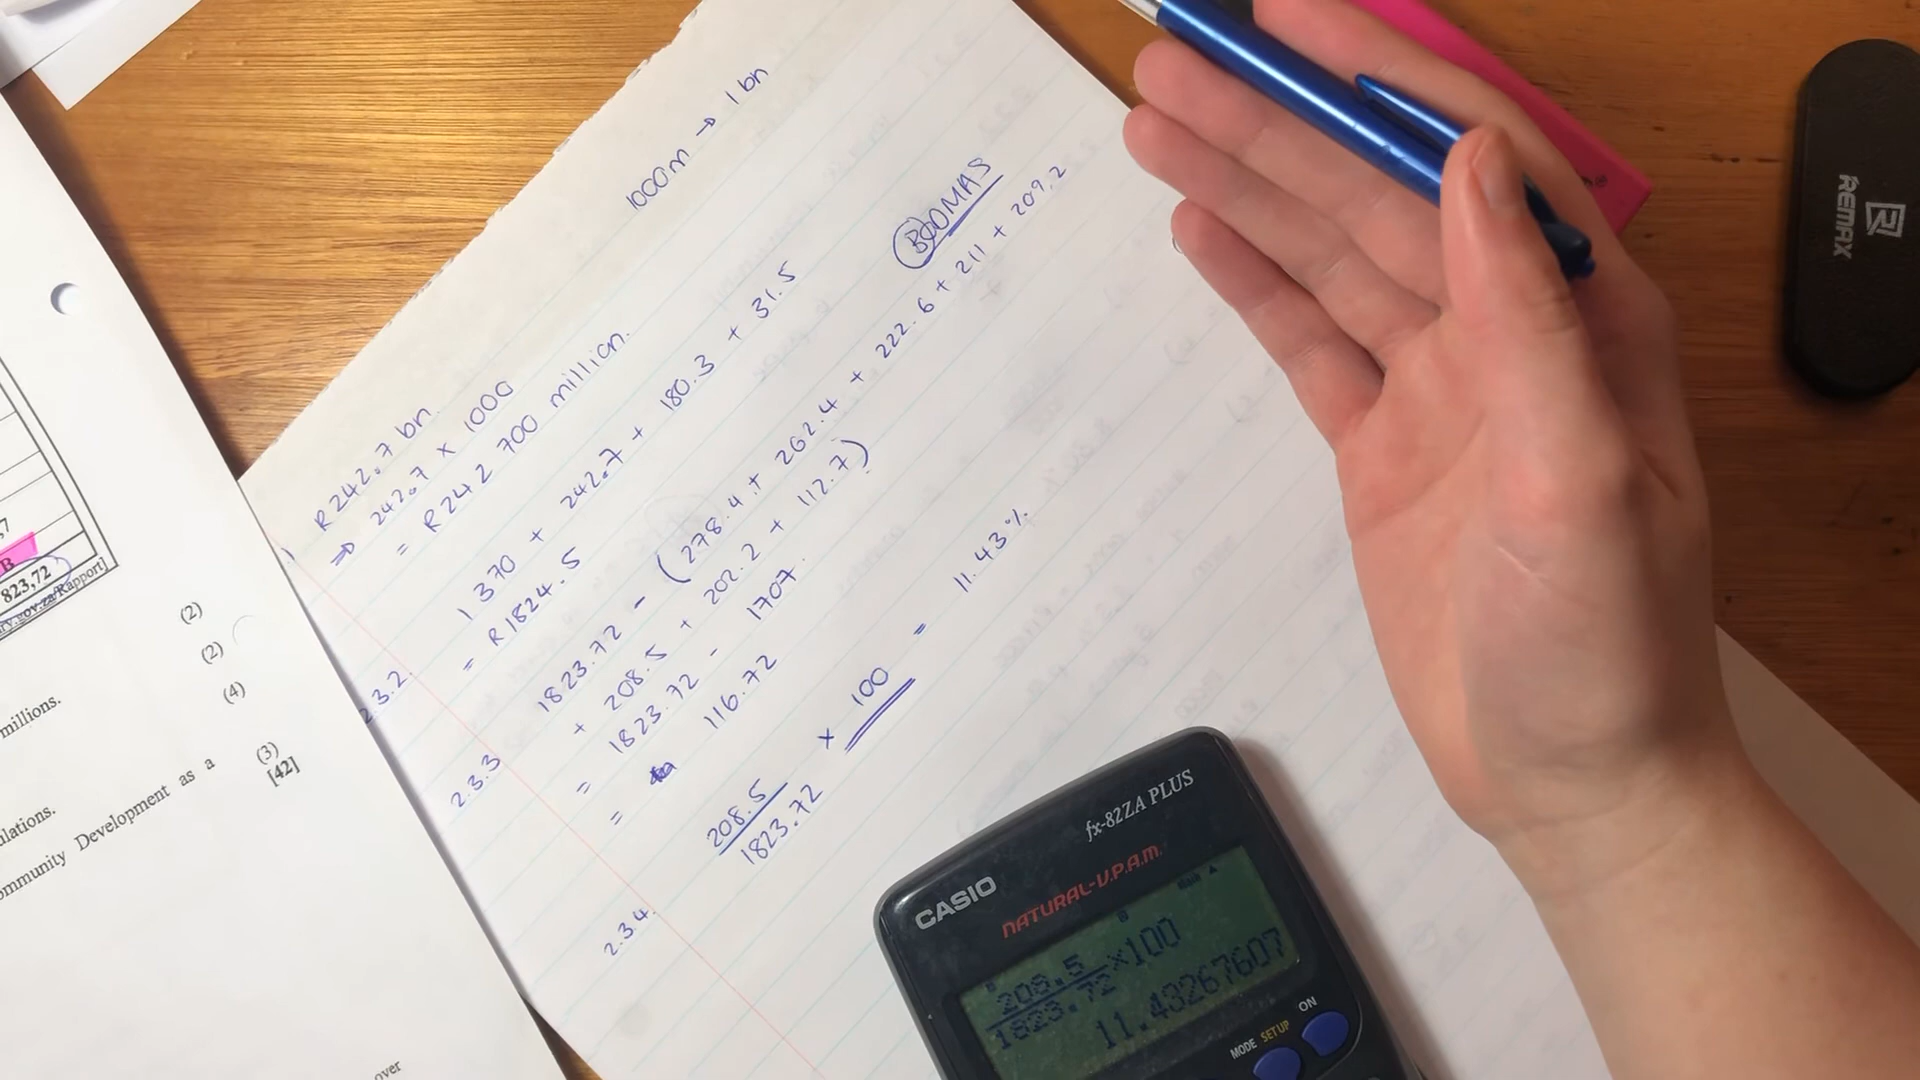 1000m → 1 bn
R242.7 bn.
⇒ 242.7 x 1000
= R242 700 million.
2.3.2. 1370 + 242.7 + 180.3 + 31.5
= R1824.5
BODMAS
2.3.3 1823.72 - (278.4 + 262.4 + 222.6 + 211 + 209.2
+ 208.5 + 202.2 + 112.7)
= 1823.72 - 1707.
= 116.72
2.3.4. 208.5 / 1823.72 x 100 = 11.43%
B
823,72
Rapport]
(2)
(2)
millions. (4)
(3)
[42]
Development as a
over
CASIO fx-82ZA PLUS
NATURAL-V.P.A.M.
Math ▲
208.5 / 1823.72 ×100
11.43267607
MODE SETUP ON
REMAX